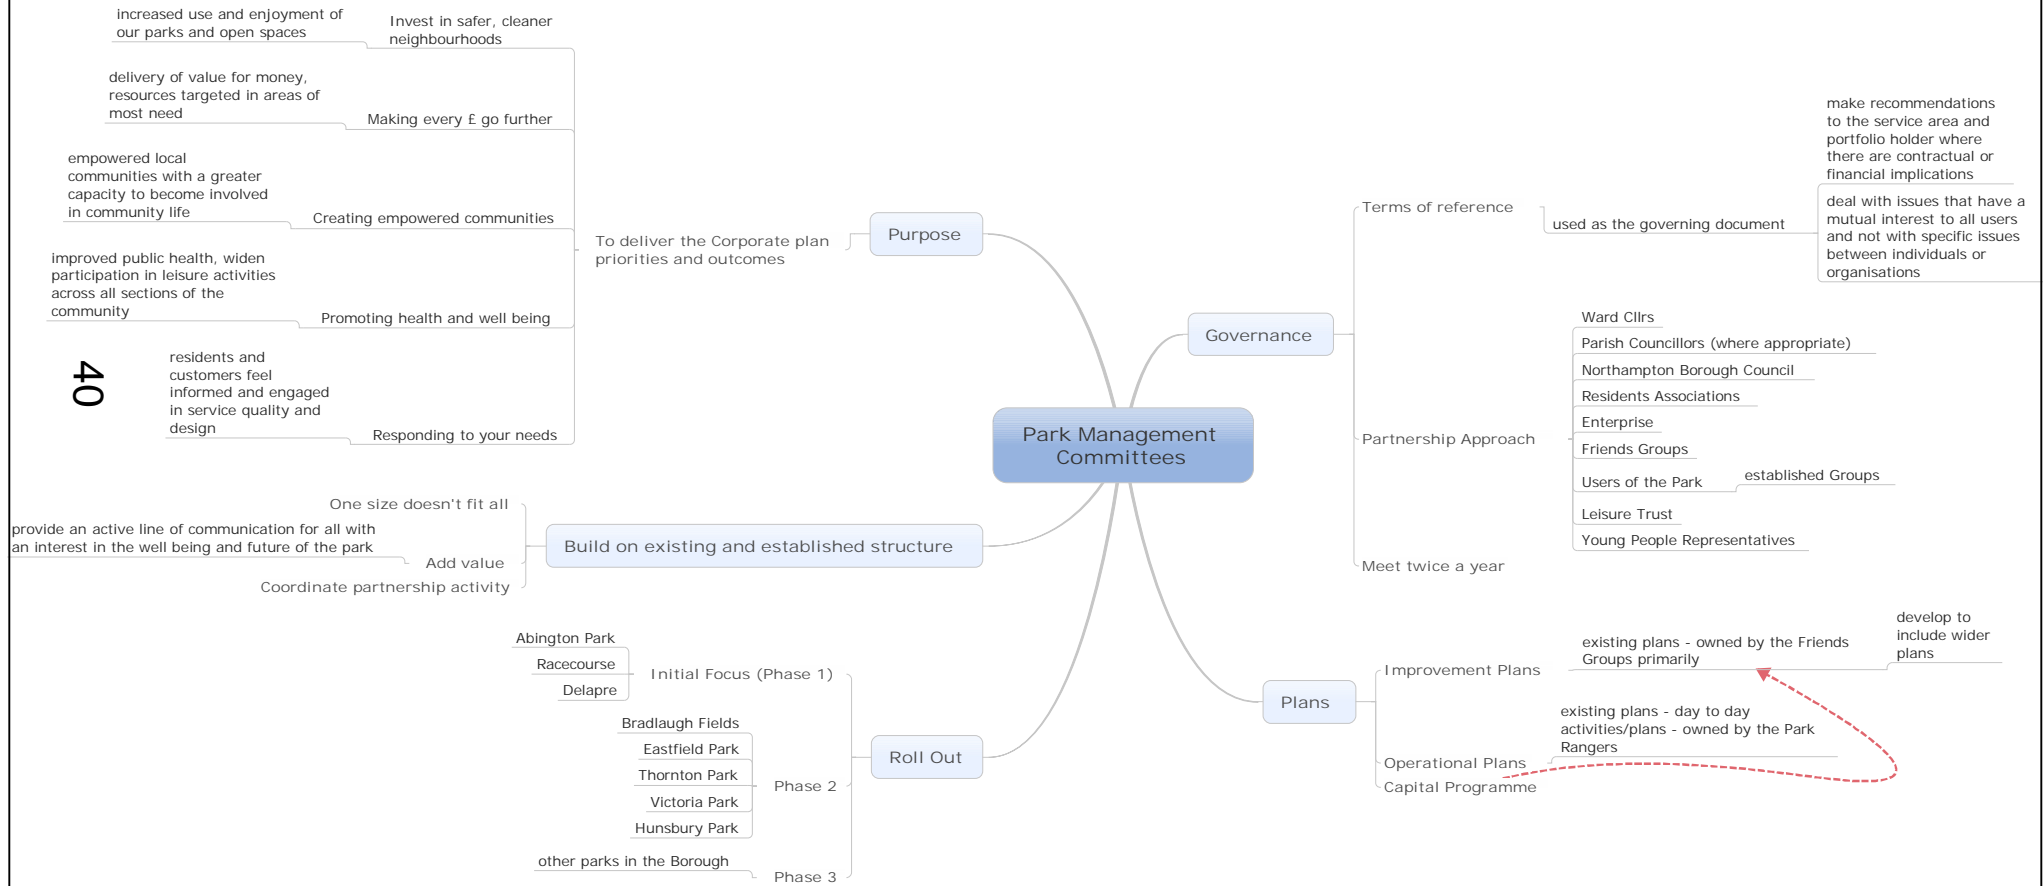 Park Management
Committees
Purpose
To deliver the Corporate plan
priorities and outcomes
Invest in safer, cleaner
neighbourhoods
increased use and enjoyment of
our parks and open spaces
Making every £ go further
delivery of value for money,
resources targeted in areas of
most need
Creating empowered communities
empowered local
communities with a greater
capacity to become involved
in community life
Promoting health and well being
improved public health, widen
participation in leisure activities
across all sections of the
community
Responding to your needs
residents and
customers feel
informed and engaged
in service quality and
design
40
Build on existing and established structure
One size doesn't fit all
Add value
provide an active line of communication for all with
an interest in the well being and future of the park
Coordinate partnership activity
Roll Out
Initial Focus (Phase 1)
Abington Park
Racecourse
Delapre
Phase 2
Bradlaugh Fields
Eastfield Park
Thornton Park
Victoria Park
Hunsbury Park
Phase 3
other parks in the Borough
Governance
Terms of reference
used as the governing document
make recommendations
to the service area and
portfolio holder where
there are contractual or
financial implications
deal with issues that have a
mutual interest to all users
and not with specific issues
between individuals or
organisations
Partnership Approach
Ward Cllrs
Parish Councillors (where appropriate)
Northampton Borough Council
Residents Associations
Enterprise
Friends Groups
Users of the Park
established Groups
Leisure Trust
Young People Representatives
Meet twice a year
Plans
Improvement Plans
existing plans - owned by the Friends
Groups primarily
develop to
include wider
plans
Operational Plans
existing plans - day to day
activities/plans - owned by the Park
Rangers
Capital Programme